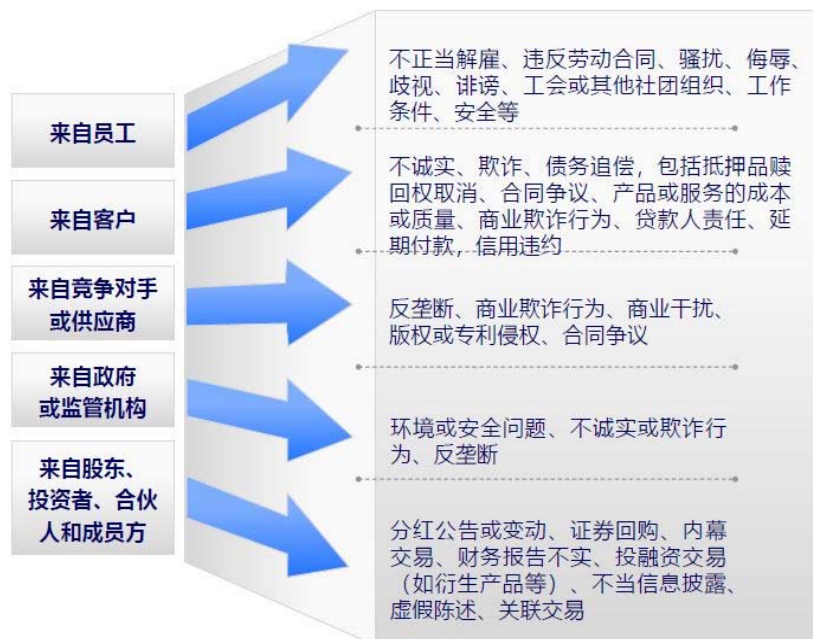 来自员工
不正当解雇、违反劳动合同、骚扰、侮辱、
歧视、诽谤、工会或其他社团组织、工作
条件、安全等
来自客户
不诚实、欺诈、债务追偿，包括抵押品赎
回权取消、合同争议、产品或服务的成本
或质量、商业欺诈行为、贷款人责任、延
期付款，信用违约
来自竞争对手
或供应商
反垄断、商业欺诈行为、商业干扰、
版权或专利侵权、合同争议
来自政府
或监管机构
环境或安全问题、不诚实或欺诈行
为、反垄断
来自股东、
投资者、合伙
人和成员方
分红公告或变动、证券回购、内幕
交易、财务报告不实、投融资交易
（如衍生产品等）、不当信息披露、
虚假陈述、关联交易